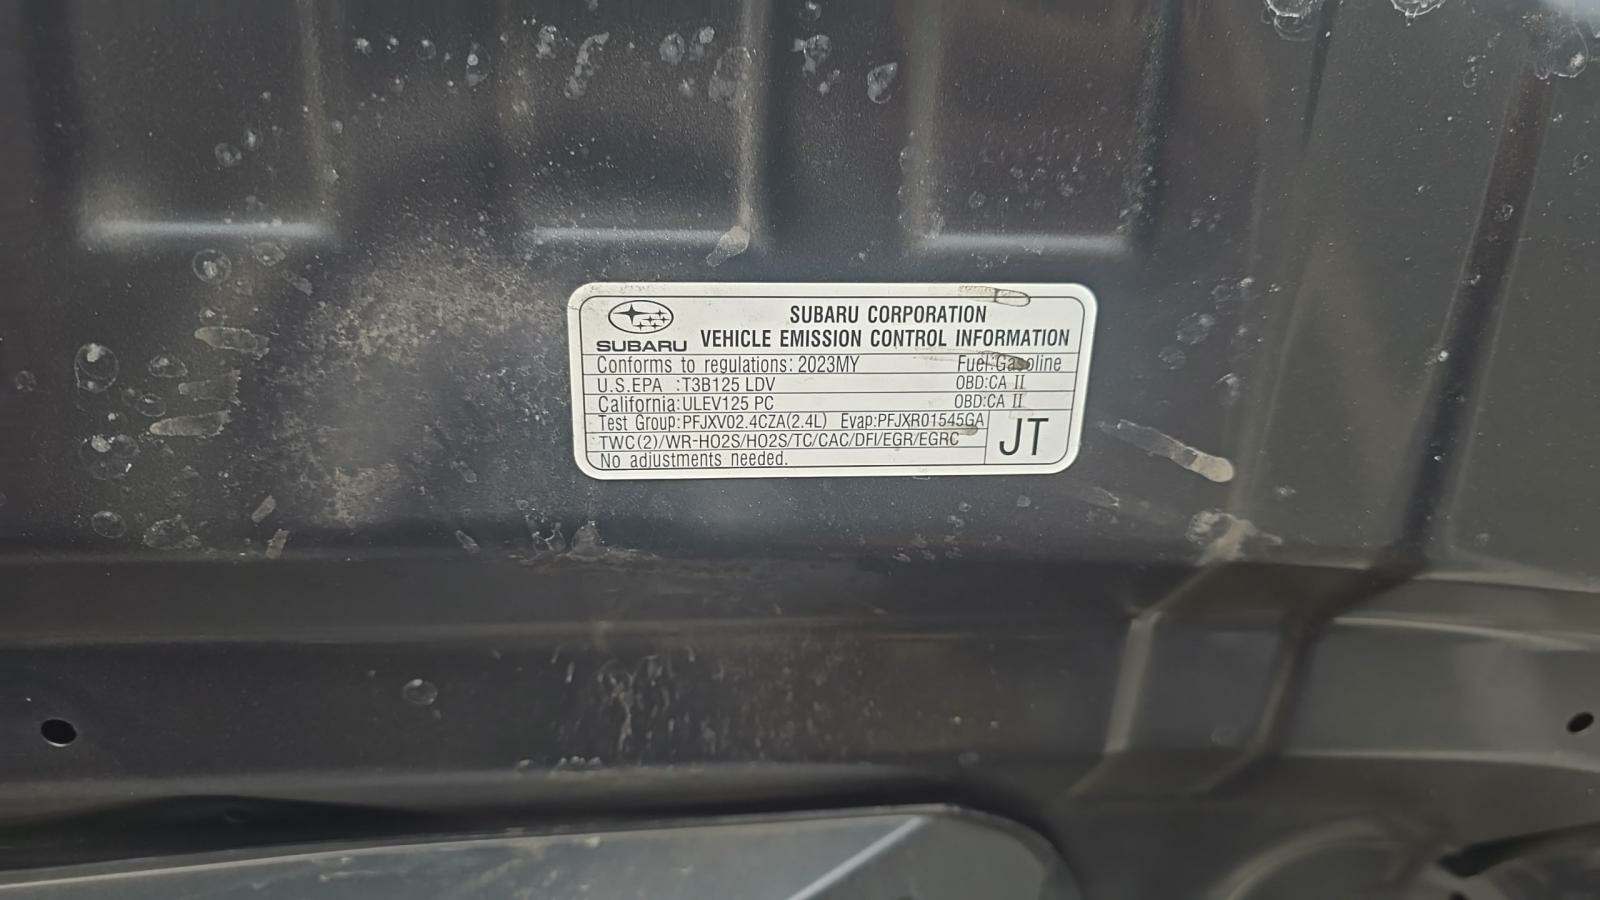 SUBARU CORPORATION
SUBARU VEHICLE EMISSION CONTROL INFORMATION
Conforms to regulations: 2023MY Fuel:Gasoline
U.S.EPA :T3B125 LDV OBD:CA II
California:ULEV125 PC OBD:CA II
Test Group:PFJXV02.4CZA(2.4L) Evap:PFJXR01545GA
TWC(2)/WR-HO2S/HO2S/TC/CAC/DFI/EGR/EGRC
JT
No adjustments needed.